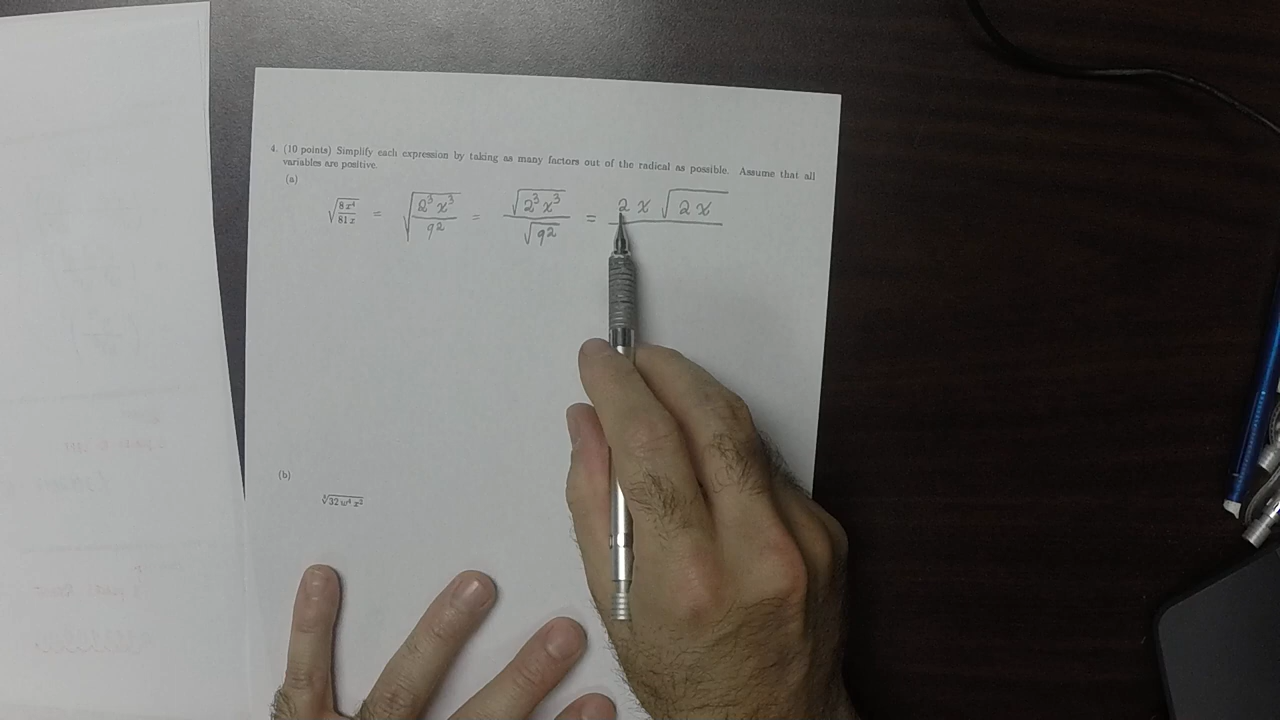 4. (10 points) Simplify each expression by taking as many factors out of the radical as possible. Assume that all
variables are positive.
(a)
√(8x⁴/81x) = √(2³x³/9²) = √(2³x³)/√(9²) = 2x√(2x)
(b)